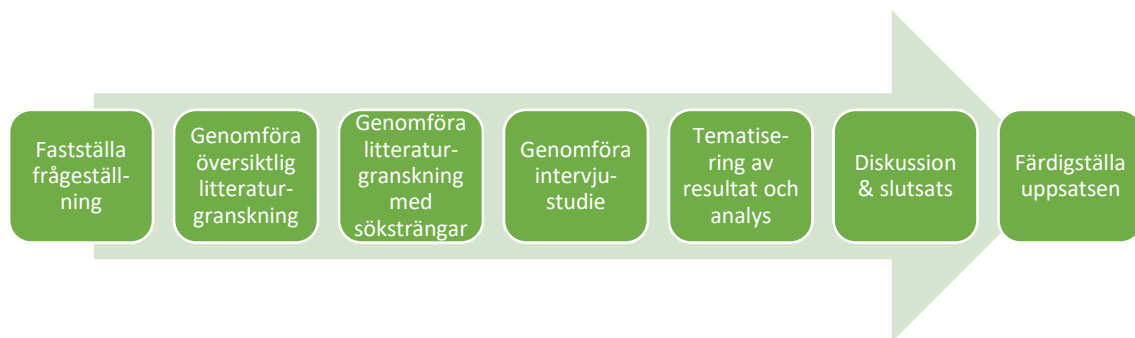 Fastställa
frågeställ-
ning
Genomföra
översiktlig
litteratur-
granskning
Genomföra
litteratur-
granskning
med
söksträngar
Genomföra
intervju-
studie
Tematise-
ring av
resultat och
analys
Diskussion
& slutsats
Färdigställa
uppsatsen